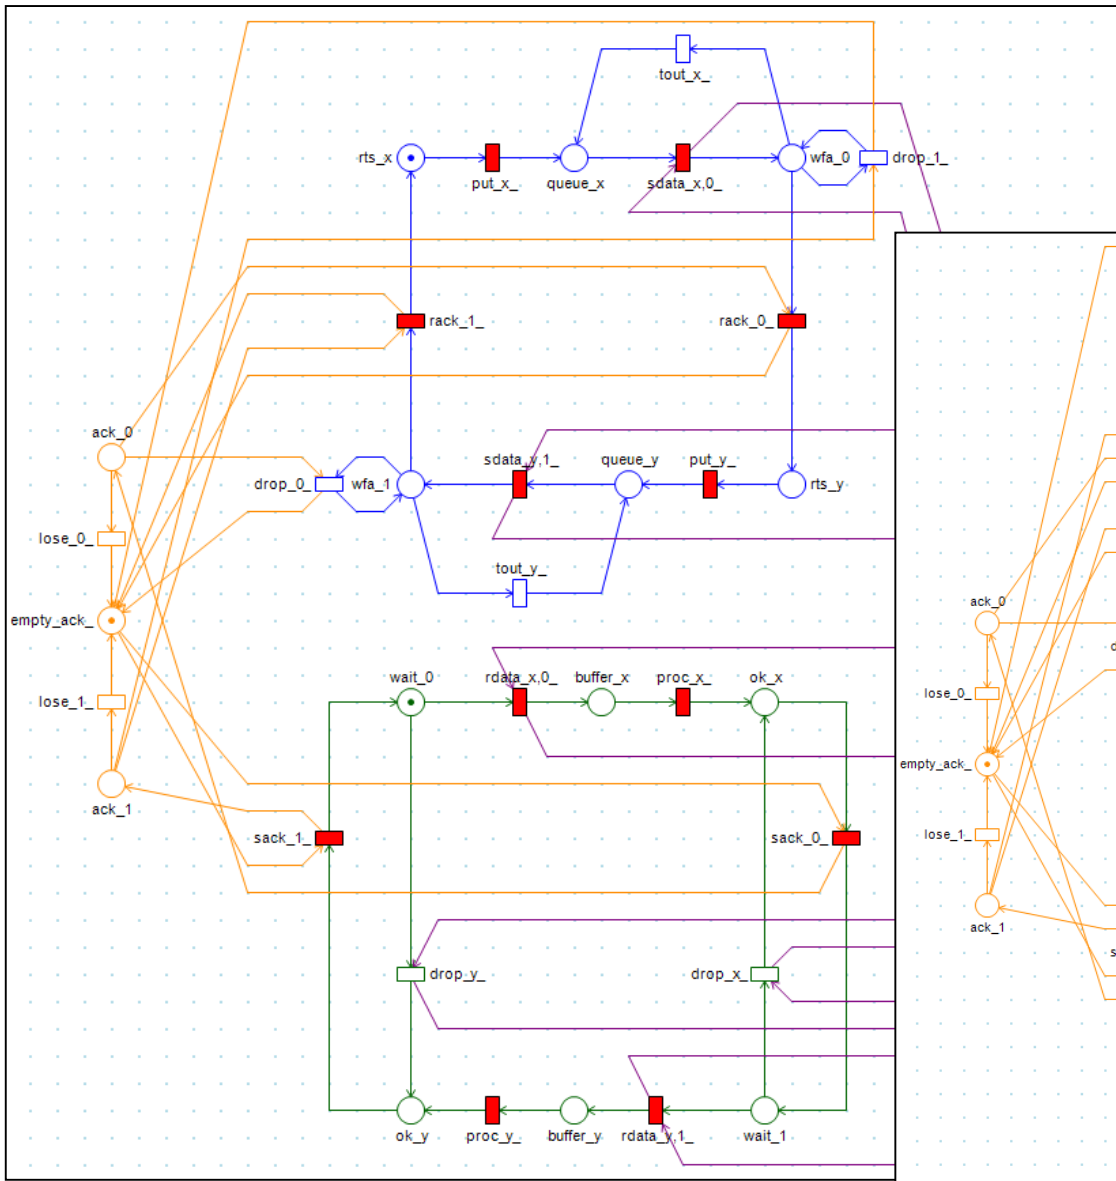 tout_x_
rts_x
put_x_
queue_x
sdata_x,0_
wfa_0
drop_1_
rack_1_
rack_0_
ack_0
drop_0_
wfa_1
sdata_y,1_
queue_y
put_y_
rts_y
lose_0_
tout_y_
empty_ack_
wait_0
rdata_x,0_
buffer_x
proc_x_
ok_x
lose_1_
ack_1
sack_1_
sack_0_
drop_y_
drop_x_
ok_y
proc_y_
buffer_y
rdata_y,1_
wait_1
ack_0
d
lose_0_
empty_ack_
lose_1_
ack_1
s